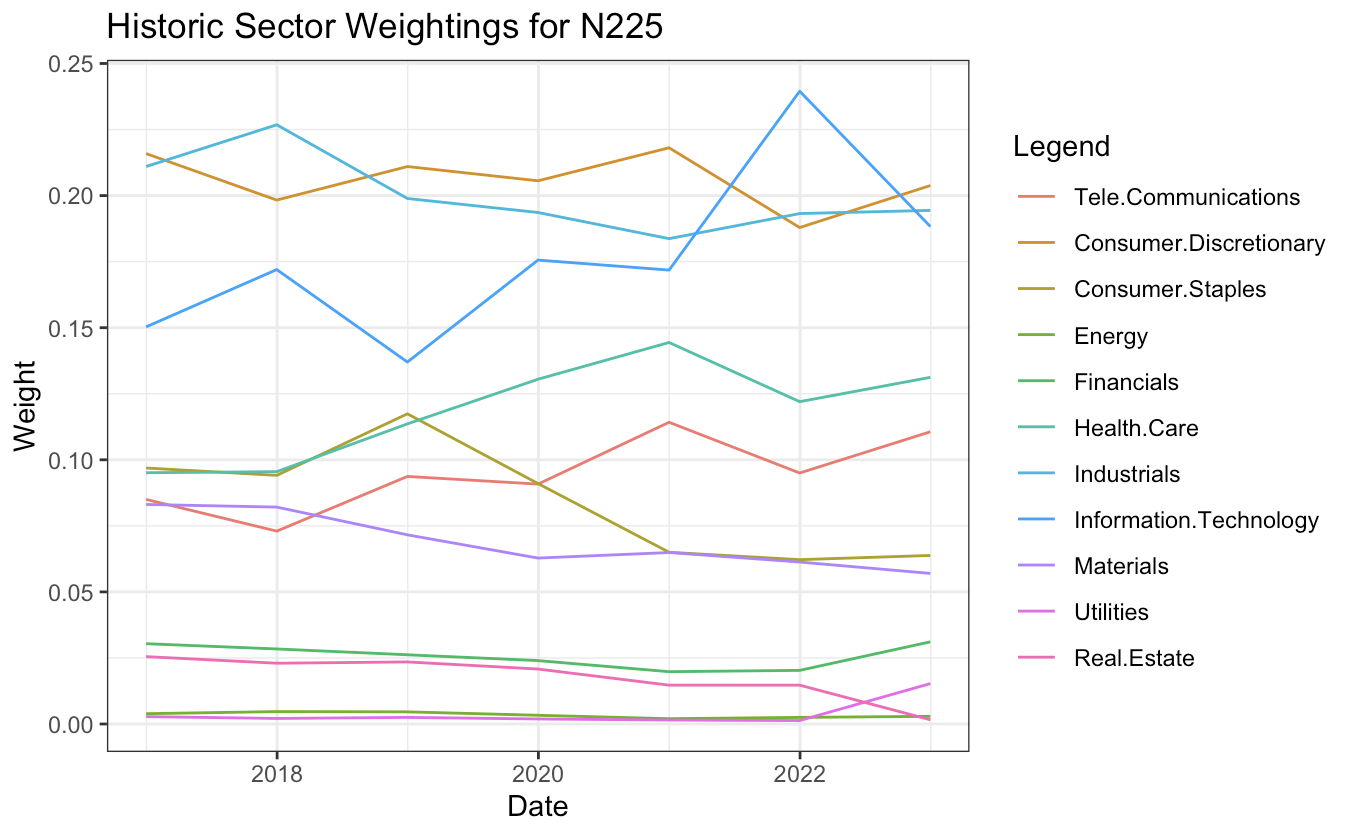 Historic Sector Weightings for N225
0.25
0.20
0.15
0.10
0.05
0.00
Weight
2018
2020
2022
Date
Legend
Tele.Communications
Consumer.Discretionary
Consumer.Staples
Energy
Financials
Health.Care
Industrials
Information.Technology
Materials
Utilities
Real.Estate